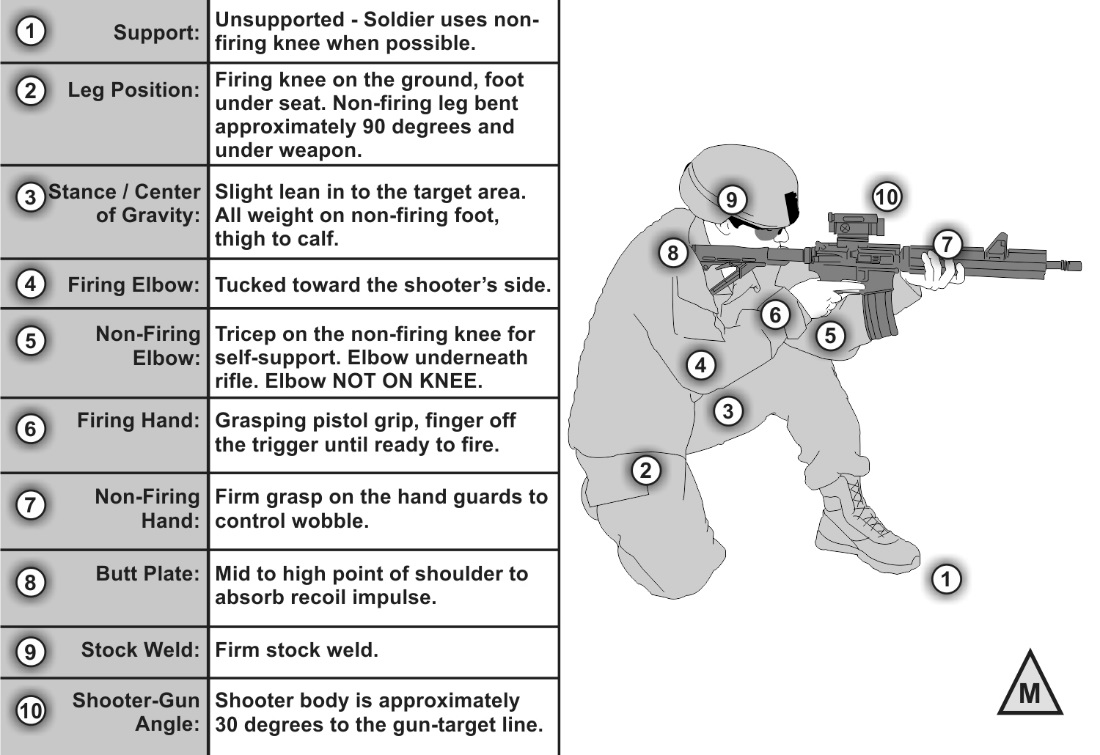 1 Support: Unsupported - Soldier uses non-
firing knee when possible.
2 Leg Position: Firing knee on the ground, foot
under seat. Non-firing leg bent
approximately 90 degrees and
under weapon.
3 Stance / Center
of Gravity:
Slight lean in to the target area.
All weight on non-firing foot,
thigh to calf.
4 Firing Elbow: Tucked toward the shooter's side.
5 Non-Firing
Elbow:
Tricep on the non-firing knee for
self-support. Elbow underneath
rifle. Elbow NOT ON KNEE.
6 Firing Hand: Grasping pistol grip, finger off
the trigger until ready to fire.
7 Non-Firing
Hand:
Firm grasp on the hand guards to
control wobble.
8 Butt Plate: Mid to high point of shoulder to
absorb recoil impulse.
9 Stock Weld: Firm stock weld.
10 Shooter-Gun
Angle:
Shooter body is approximately
30 degrees to the gun-target line.
9
10
8
7
6
5
4
3
2
1
M